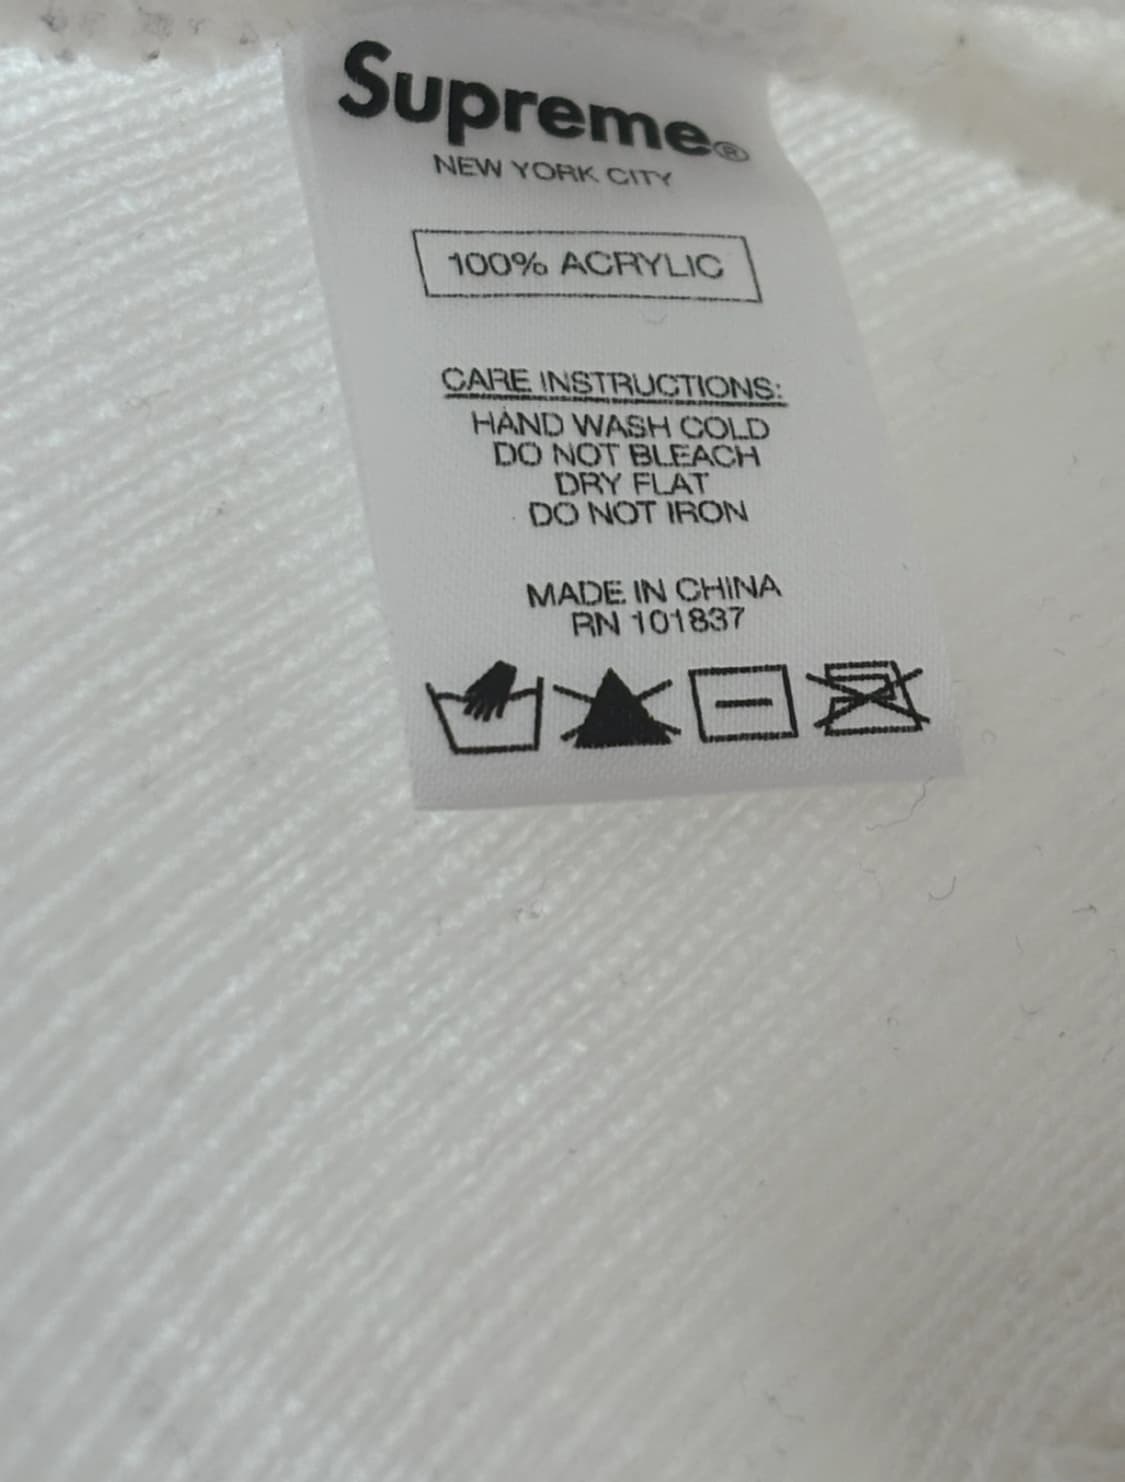 Supreme®
NEW YORK CITY
100% ACRYLIC
CARE INSTRUCTIONS:
HAND WASH COLD
DO NOT BLEACH
DRY FLAT
DO NOT IRON
MADE IN CHINA
RN 101837